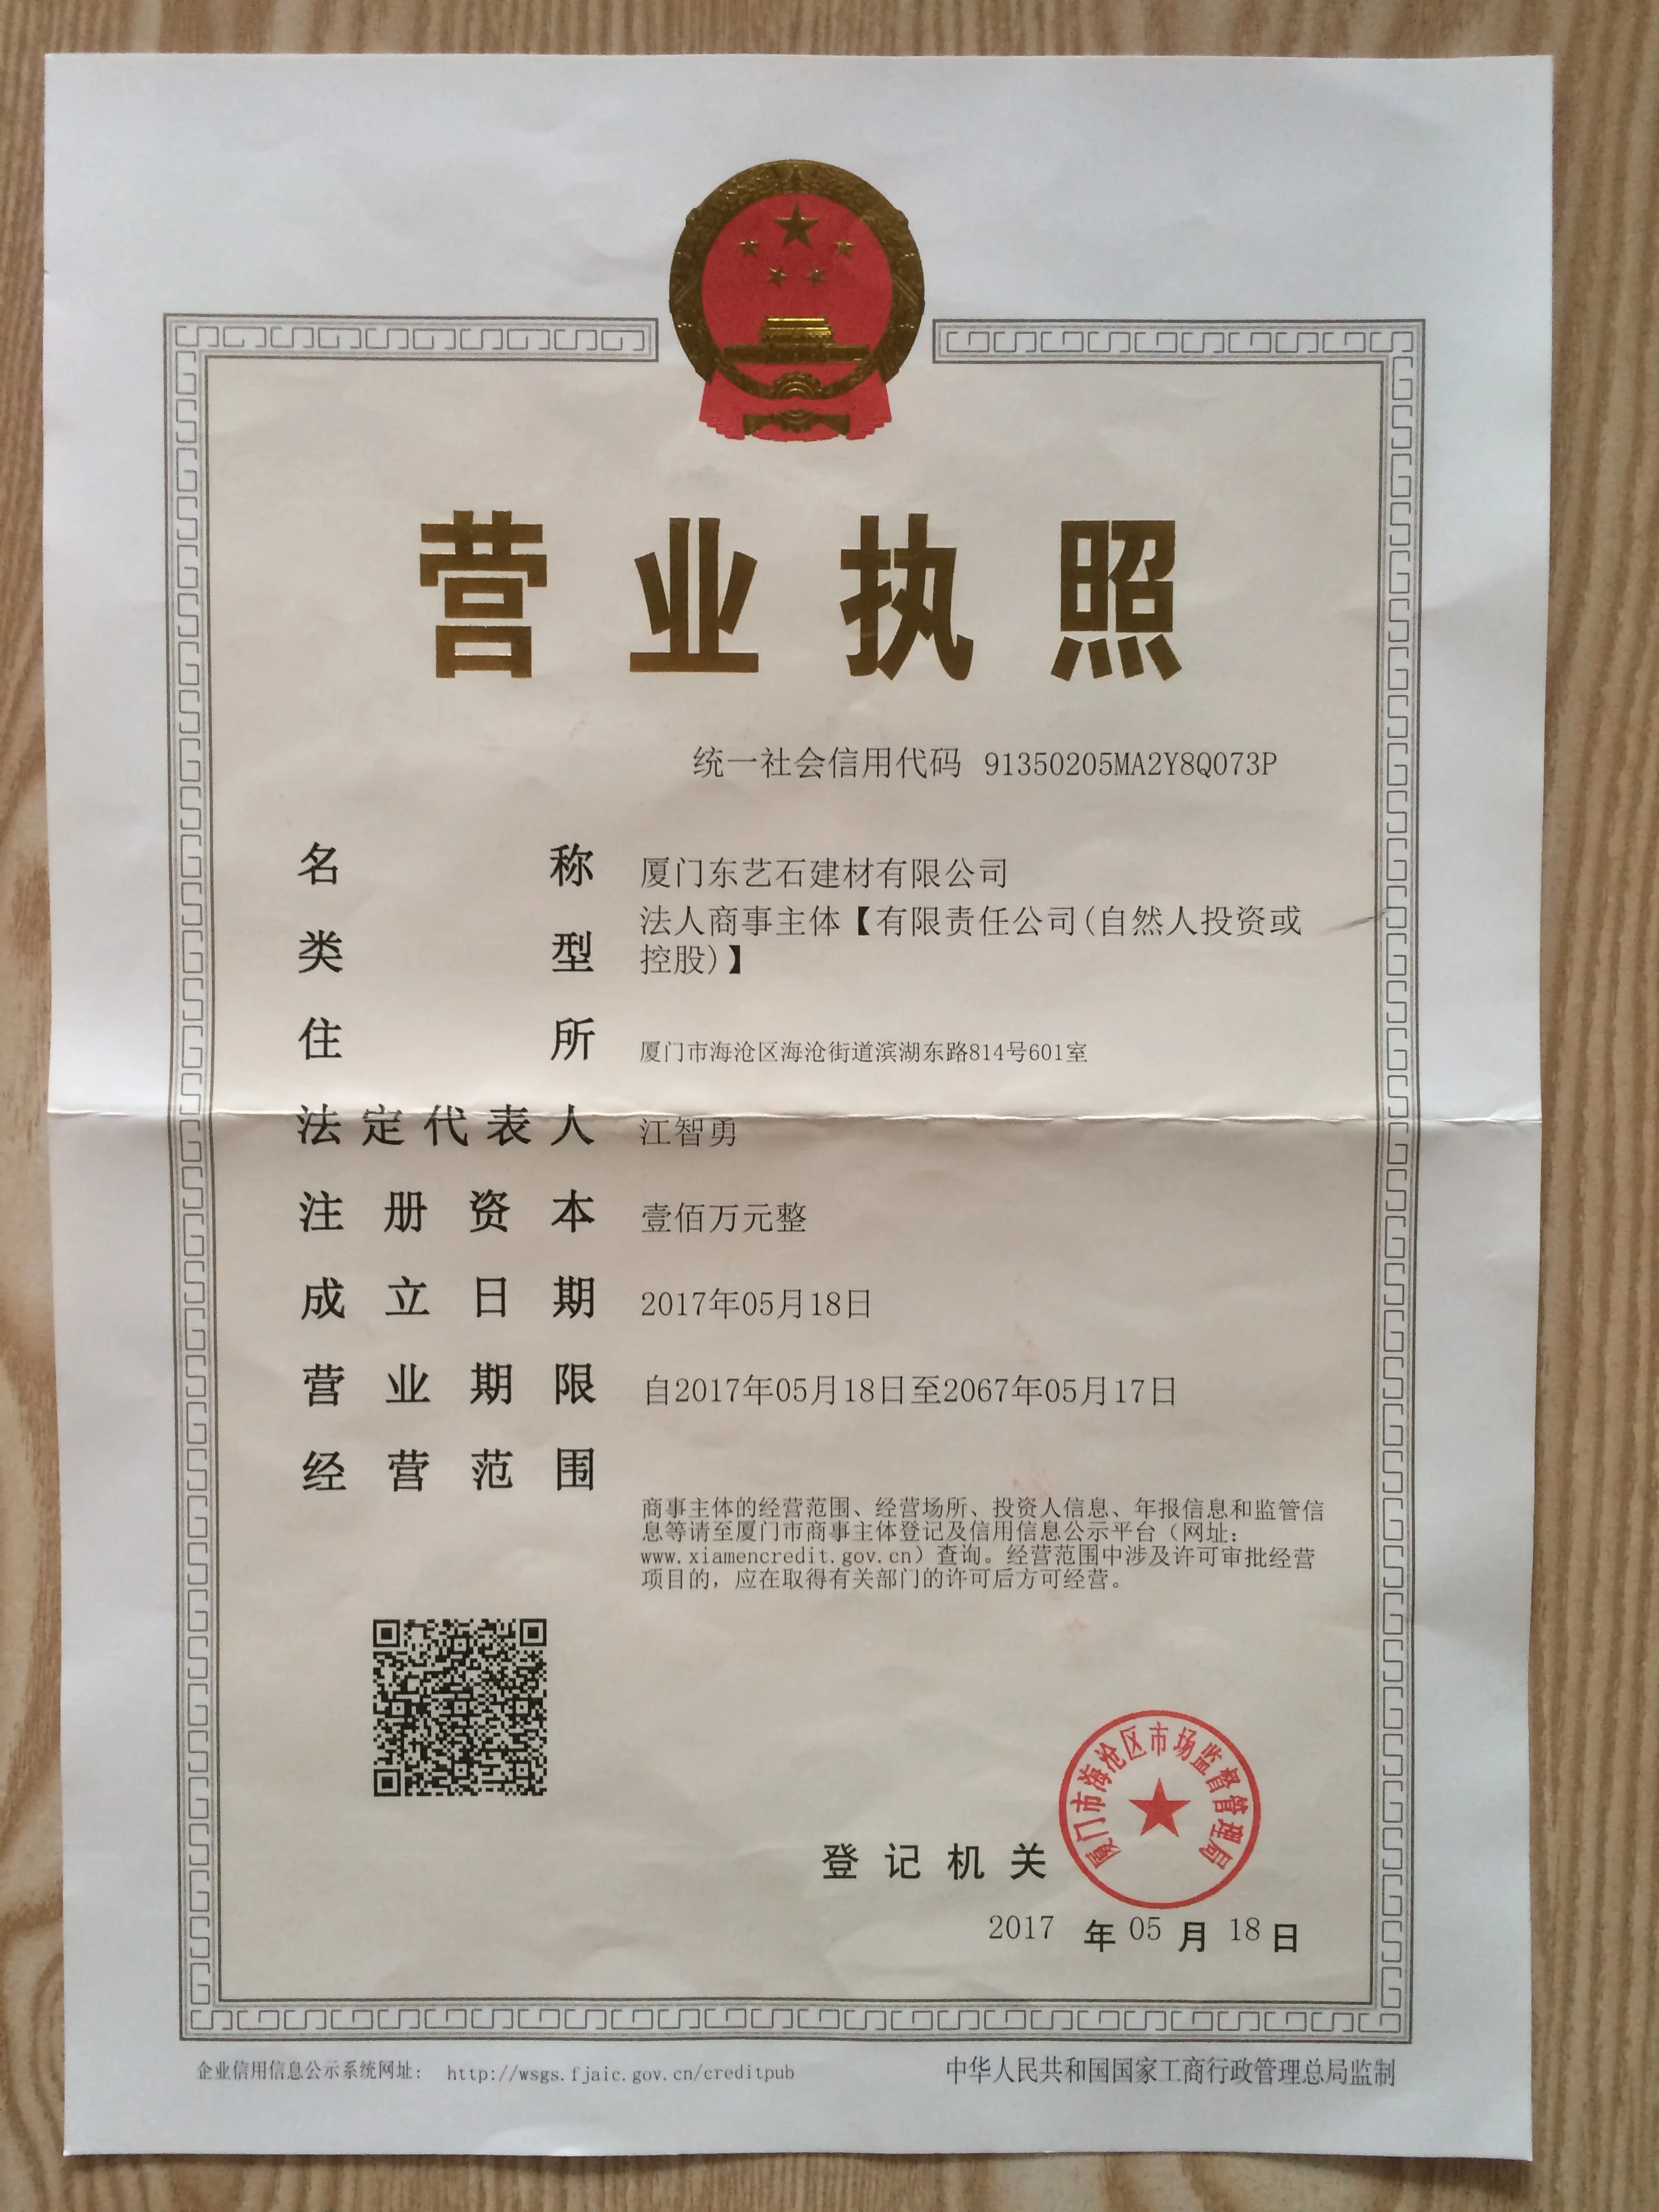 营业执照
统一社会信用代码 91350205MA2Y8Q073P
名称 厦门东艺石建材有限公司
类型 法人商事主体【有限责任公司(自然人投资或
控股)】
住所 厦门市海沧区海沧街道滨湖东路814号601室
法定代表人 江智勇
注册资本 壹佰万元整
成立日期 2017年05月18日
营业期限 自2017年05月18日至2067年05月17日
经营范围
商事主体的经营范围、经营场所、投资人信息、年报信息和监管信
息等请至厦门市商事主体登记及信用信息公示平台（网址：
www.xiamencredit.gov.cn）查询。经营范围中涉及许可审批经营
项目的，应在取得有关部门的许可后方可经营。
厦门市海沧区市场监督管理局
登记机关
2017 年 05 月 18 日
企业信用信息公示系统网址： http://wsgs.fjaic.gov.cn/creditpub
中华人民共和国国家工商行政管理总局监制